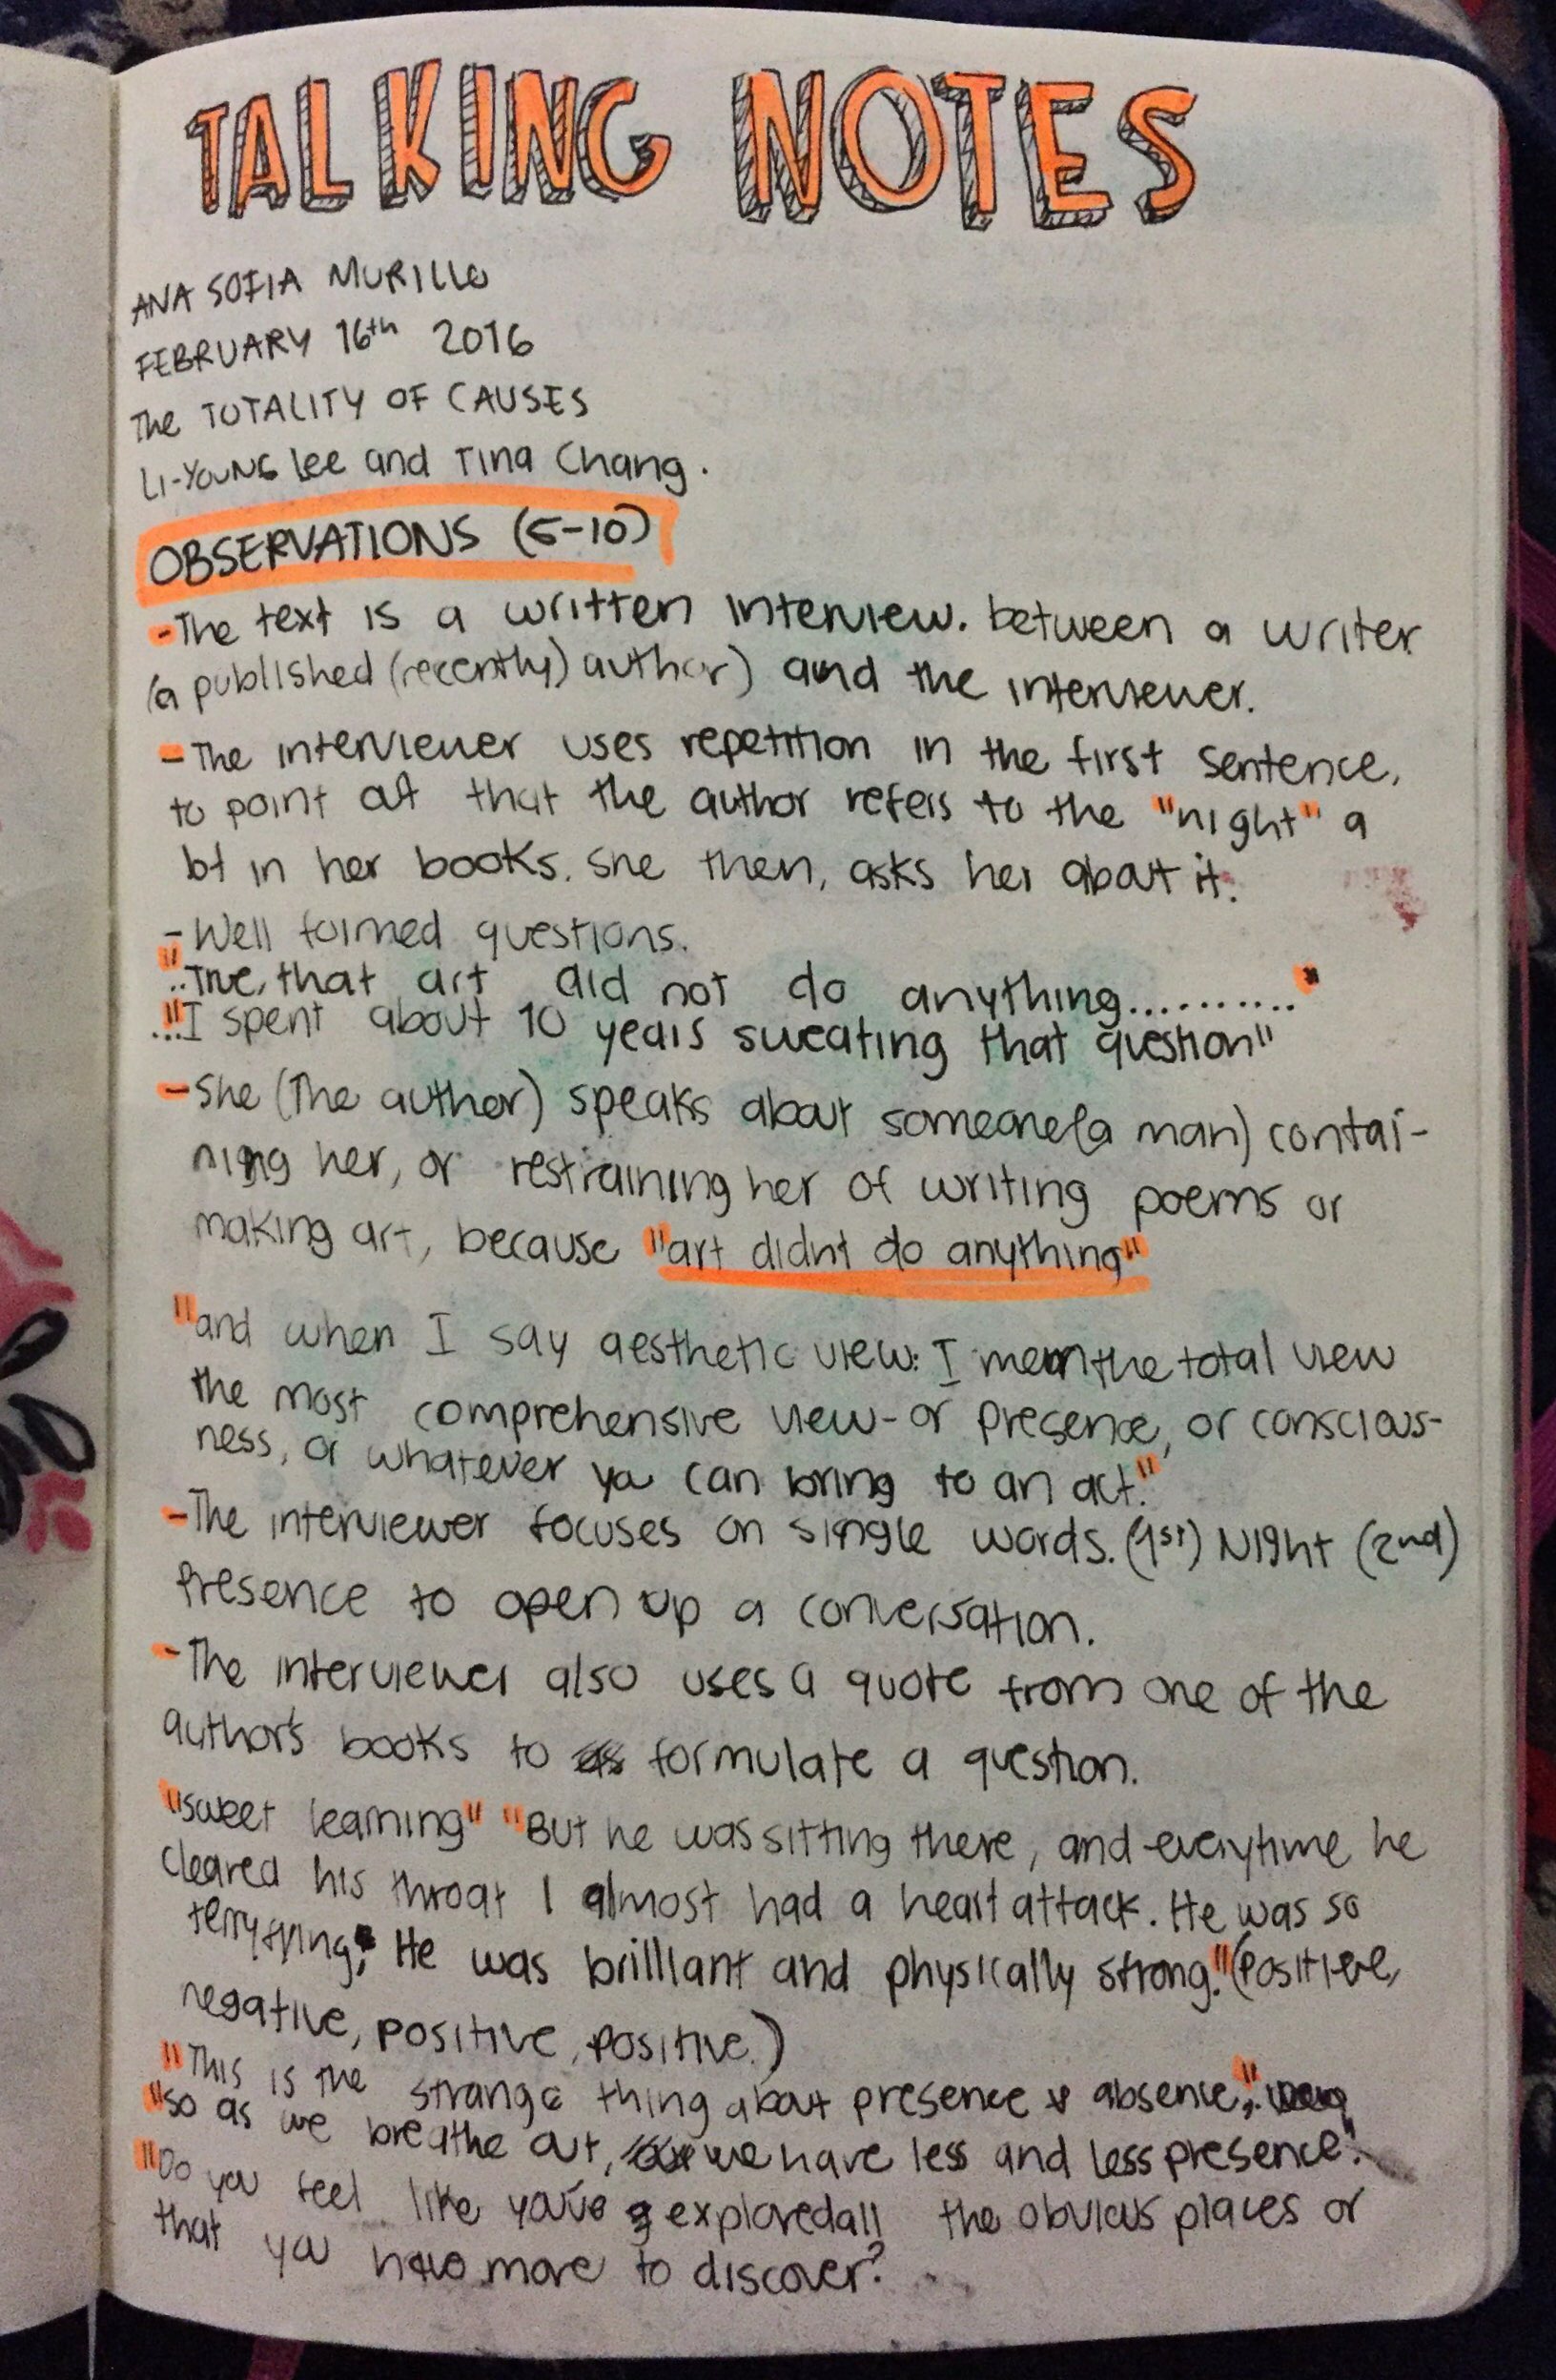 TALKING NOTES
ANA SOFIA MURILLO
FEBRUARY 16th 2016
The TOTALITY OF CAUSES
Li-YOUNG Lee and Tina Chang.
OBSERVATIONS (5-10)
-The text is a written interview. between a writer
(a published (recently) author) and the interviewer.
-The interviewer uses repetition in the first sentence,
to point out that the author refers to the "night" a
lot in her books. She then, asks her about it.
-Well formed questions.
"..True, that art did not do anything.........."
..."I spent about 10 years sweating that question"
-She (The author) speaks about someone (a man) contai-
ning her, or restraining her of writing poems or
making art, because "art didnt do anything"
"and when I say aesthetic view: I mean the total view
the most comprehensive view-or presence, or conscious-
ness, or whatever you can bring to an act."
-The interviewer focuses on single words. (1st) Night (2nd)
Presence to open up a conversation.
-The interviewer also uses a quote from one of the
author's books to formulate a question.
"sweet learning" "But he was sitting there, and everytime he
cleared his throat I almost had a heart attack. He was so
terryfying; He was brilliant and physically strong." (Positive,
negative, positive, positive.)
"This is the strange thing about presence & absence,"
"so as we breathe out, we have less and less presence."
"Do you feel like you've explored all the obvious places or
that you have more to discover?